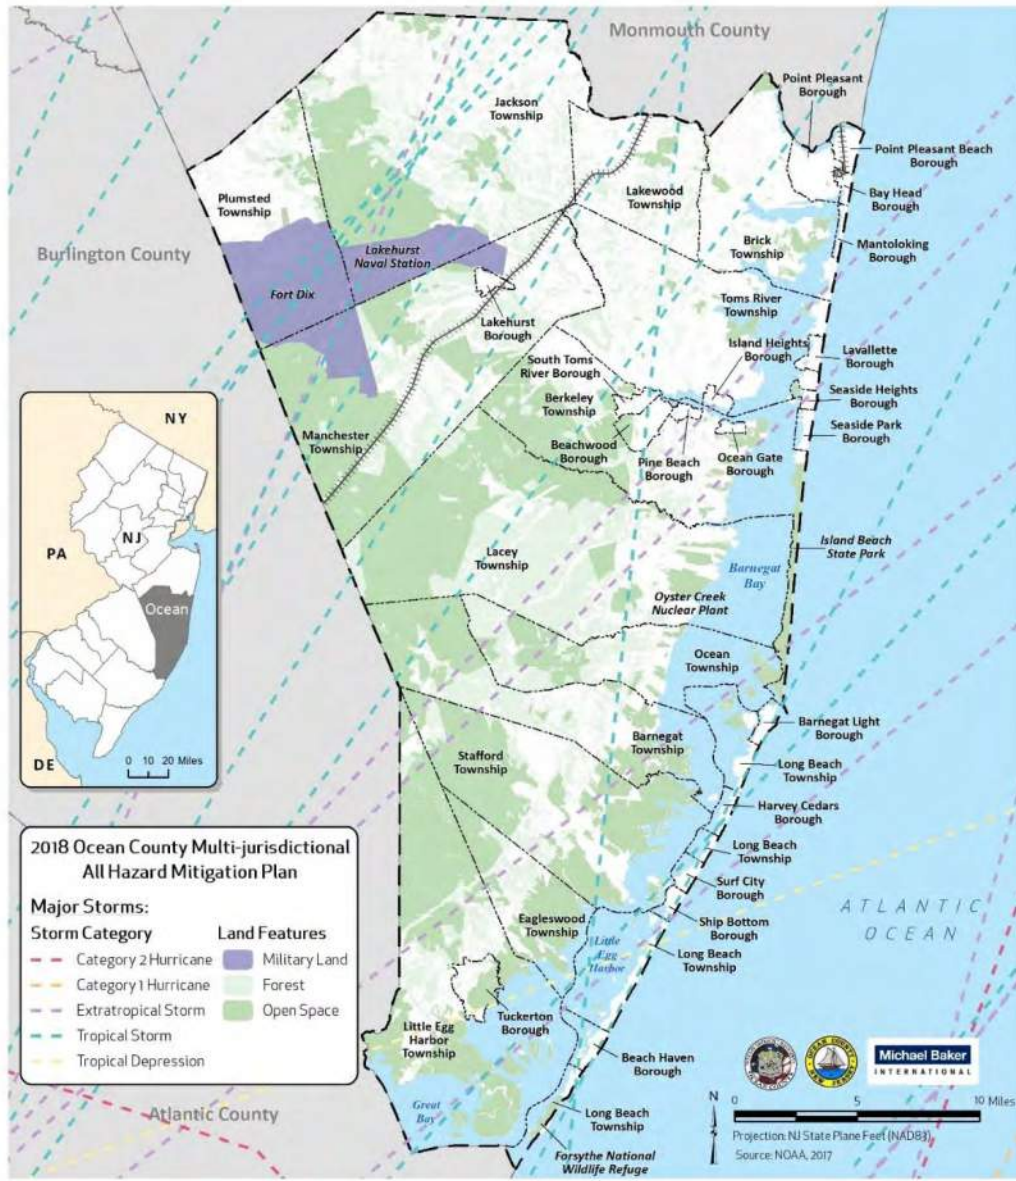 Monmouth County
Point Pleasant
Borough
Jackson
Township
Point Pleasant Beach
Borough
Plumsted
Township
Lakewood
Township
Bay Head
Borough
Burlington County
Lakehurst
Naval Station
Brick
Township
Mantoloking
Borough
Fort Dix
Toms River
Township
Lakehurst
Borough
Island Heights
Borough
Lavallette
Borough
South Toms
River Borough
Seaside Heights
Borough
Berkeley
Township
Seaside Park
Borough
Manchester
Township
Beachwood
Borough
Pine Beach
Borough
Ocean Gate
Borough
NY
PA
NJ
Ocean
DE
0 10 20 Miles
Lacey
Township
Island Beach
State Park
Barnegat
Bay
Oyster Creek
Nuclear Plant
Ocean
Township
Barnegat Light
Borough
Stafford
Township
Barnegat
Township
Long Beach
Township
Harvey Cedars
Borough
Long Beach
Township
Surf City
Borough
Ship Bottom
Borough
Eagleswood
Township
Little
Egg
Harbor
Long Beach
Township
ATLANTIC
OCEAN
Tuckerton
Borough
Little Egg
Harbor
Township
Beach Haven
Borough
Great
Bay
Long Beach
Township
Forsythe National
Wildlife Refuge
Atlantic County
2018 Ocean County Multi-jurisdictional
All Hazard Mitigation Plan
Major Storms:
Storm Category
Category 2 Hurricane
Category 1 Hurricane
Extratropical Storm
Tropical Storm
Tropical Depression
Land Features
Military Land
Forest
Open Space
OCEAN COUNTY
NEW JERSEY
Michael Baker
INTERNATIONAL
N
0 5 10 Miles
Projection: NJ State Plane Feet (NAD83)
Source: NOAA, 2017